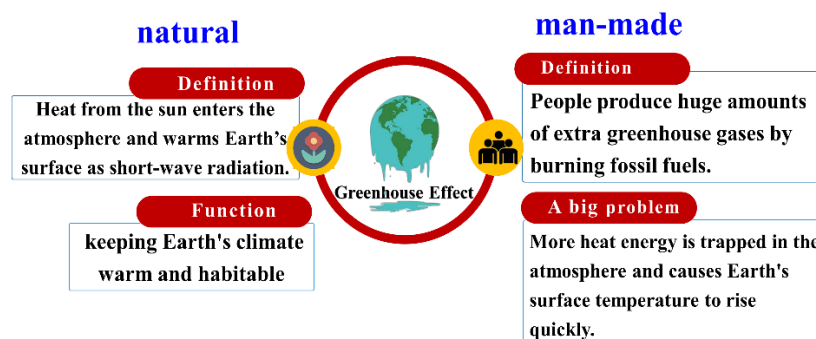 natural
Definition
Heat from the sun enters the
atmosphere and warms Earth's
surface as short-wave radiation.
Function
keeping Earth's climate
warm and habitable
Greenhouse Effect
man-made
Definition
People produce huge amounts
of extra greenhouse gases by
burning fossil fuels.
A big problem
More heat energy is trapped in the
atmosphere and causes Earth's
surface temperature to rise
quickly.